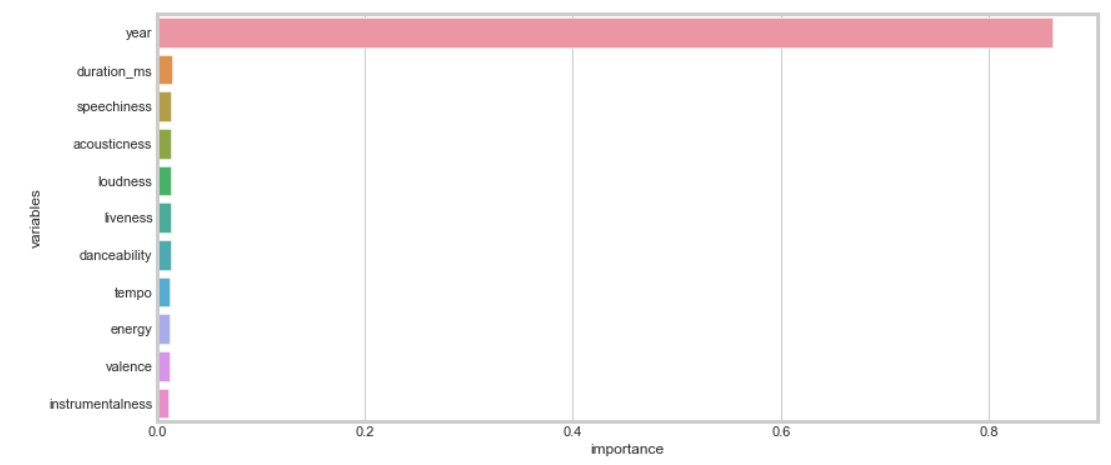 year
duration_ms
speechiness
acousticness
loudness
liveness
danceability
tempo
energy
valence
instrumentalness
variables
0.0 0.2 0.4 0.6 0.8
importance